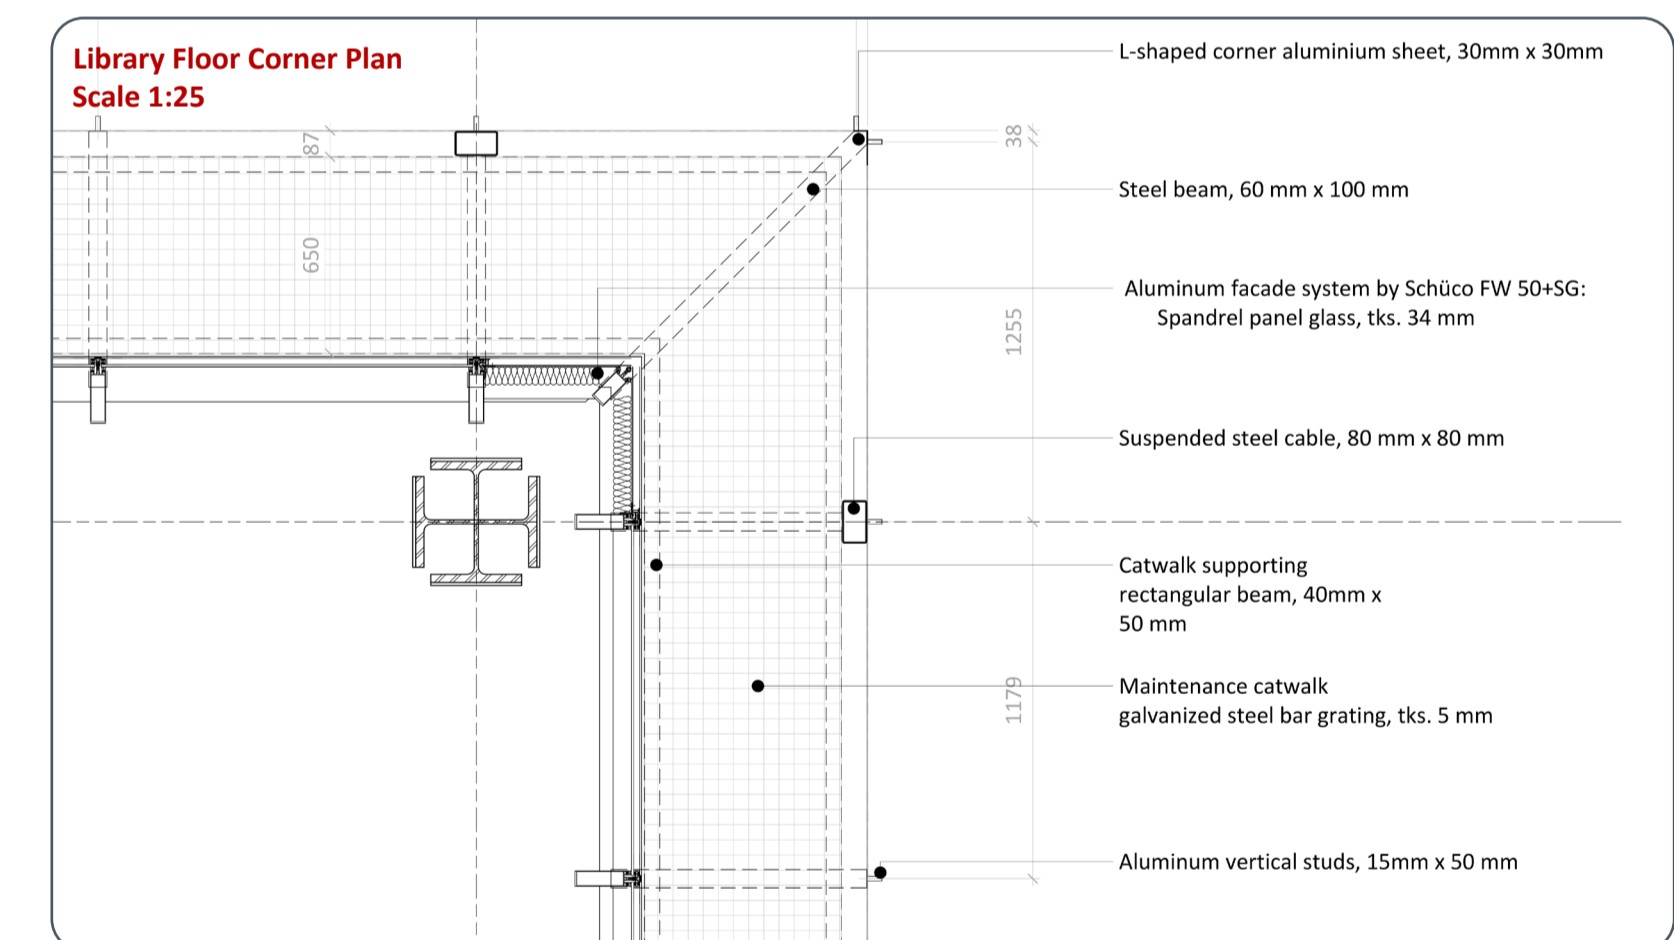 Library Floor Corner Plan
Scale 1:25
L-shaped corner aluminium sheet, 30mm x 30mm
87
38
Steel beam, 60 mm x 100 mm
650
Aluminum facade system by Schüco FW 50+SG:
Spandrel panel glass, tks. 34 mm
1255
Suspended steel cable, 80 mm x 80 mm
Catwalk supporting
rectangular beam, 40mm x
50 mm
Maintenance catwalk
galvanized steel bar grating, tks. 5 mm
1179
Aluminum vertical studs, 15mm x 50 mm